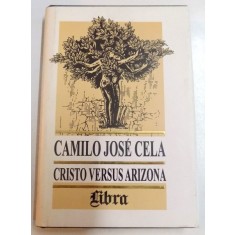 CAMILO JOSÉ CELA
CRISTO VERSUS ARIZONA
Libra